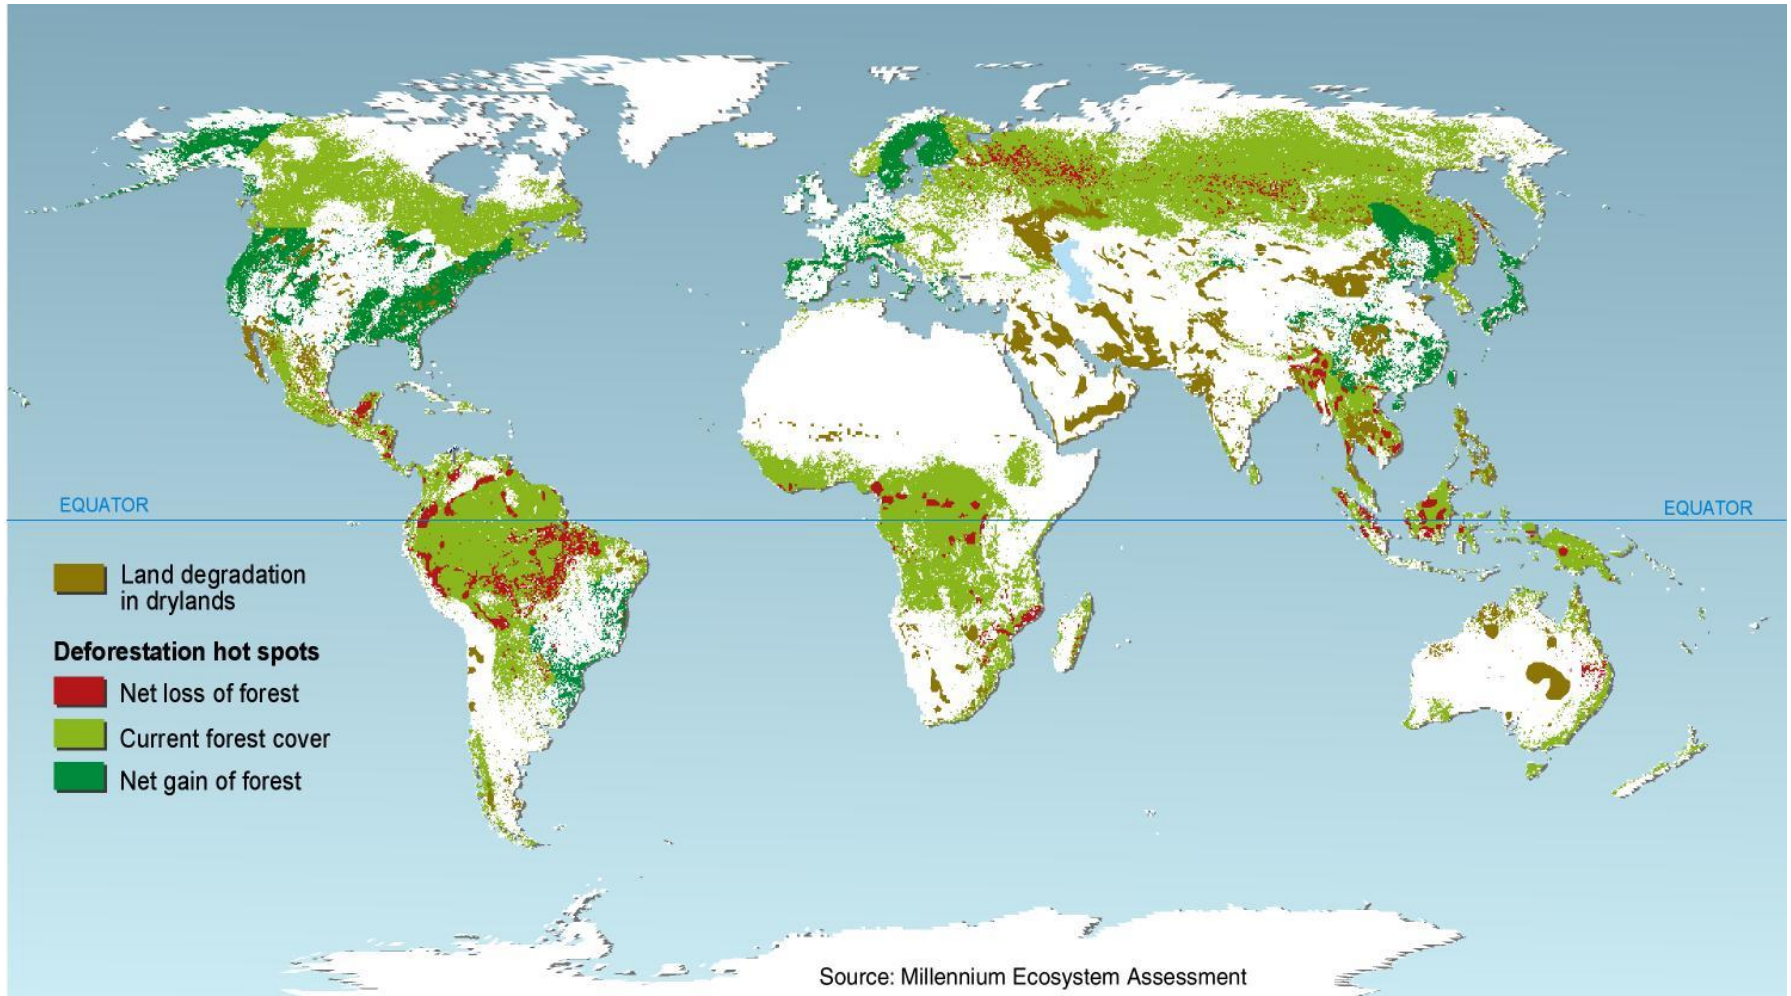 EQUATOR
EQUATOR
Land degradation
in drylands
Deforestation hot spots
Net loss of forest
Current forest cover
Net gain of forest
Source: Millennium Ecosystem Assessment